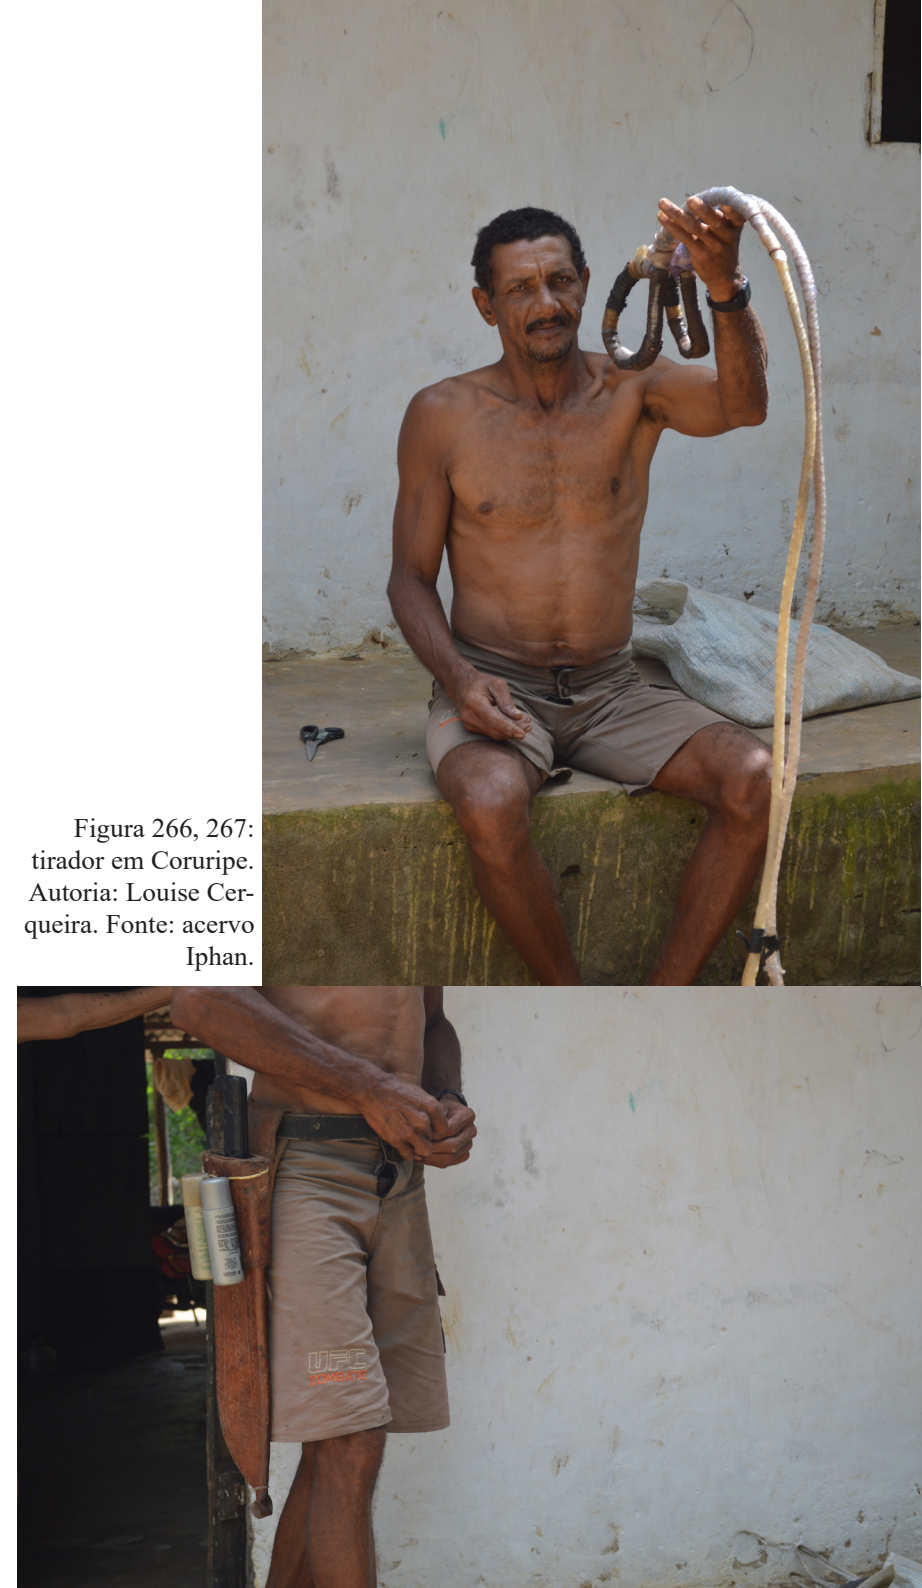 Figura 266, 267:
tirador em Coruripe.
Autoria: Louise Cer-
queira. Fonte: acervo
Iphan.
UFC